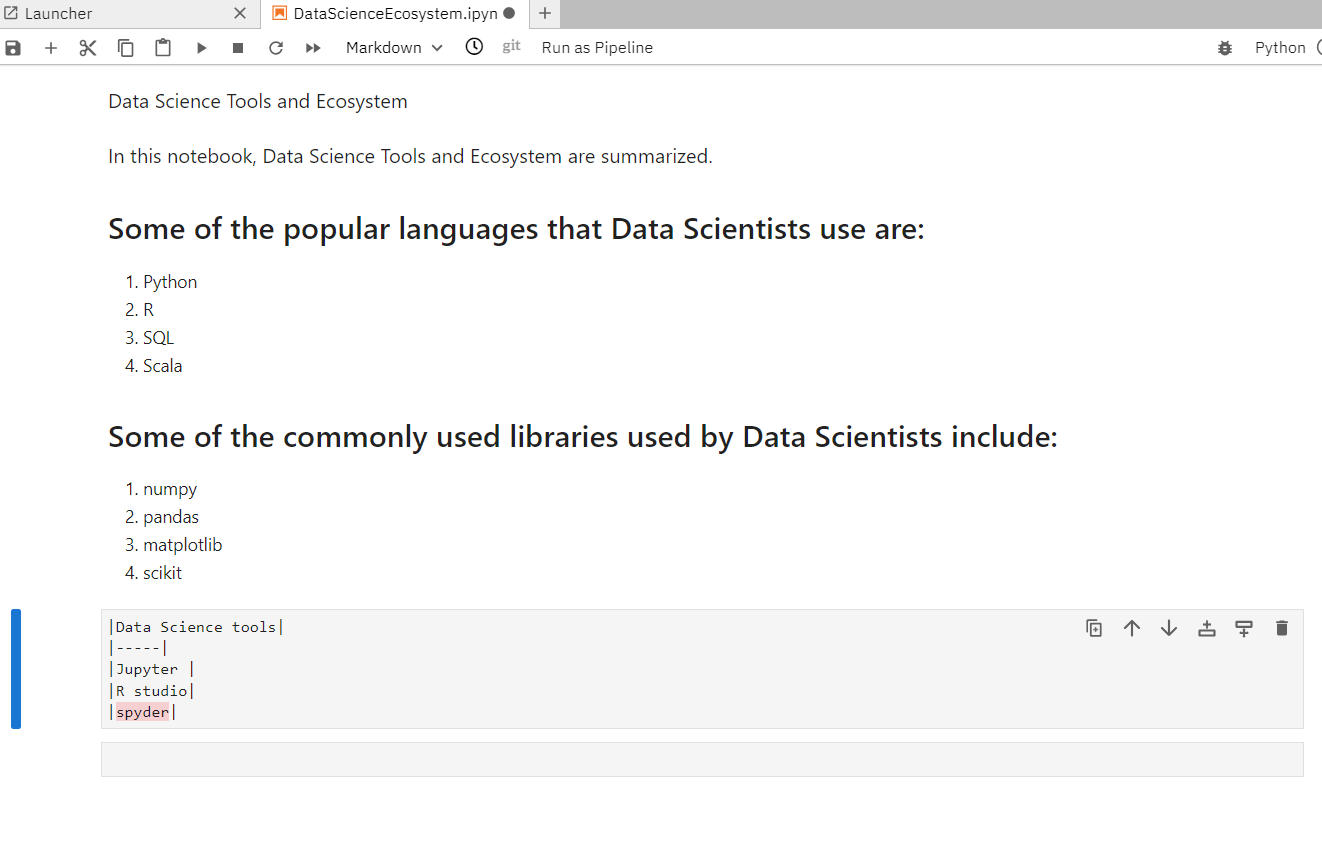 Launcher DataScienceEcosystem.ipyn
Markdown git Run as Pipeline Python
Data Science Tools and Ecosystem
In this notebook, Data Science Tools and Ecosystem are summarized.
Some of the popular languages that Data Scientists use are:
1. Python
2. R
3. SQL
4. Scala
Some of the commonly used libraries used by Data Scientists include:
1. numpy
2. pandas
3. matplotlib
4. scikit
|Data Science tools|
|-----|
|Jupyter |
|R studio|
|spyder|